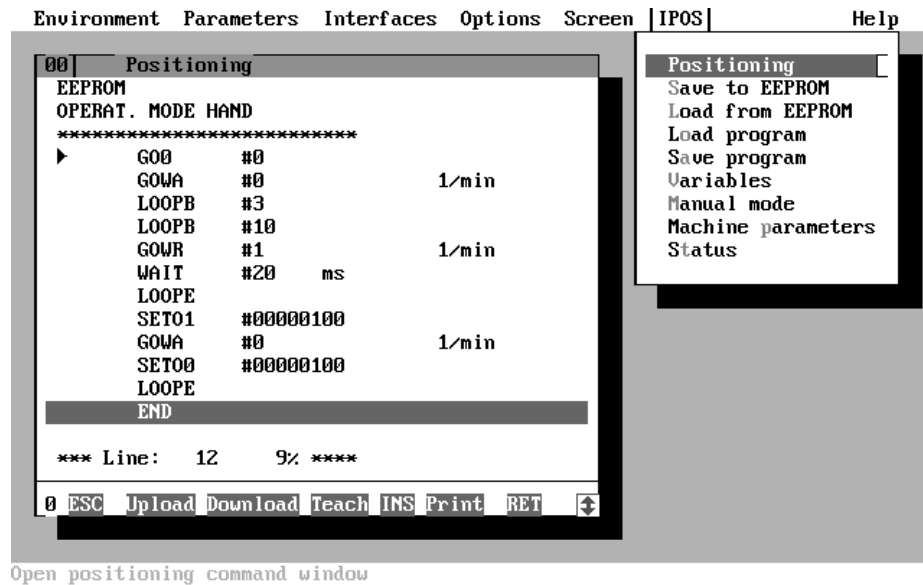 Environment Parameters Interfaces Options Screen IPOS Help
00 Positioning
EEPROM
OPERAT. MODE HAND
**************************
GO0 #0
GOWA #0 1/min
LOOPB #3
LOOPB #10
GOWR #1 1/min
WAIT #20 ms
LOOPE
SETO1 #00000100
GOWA #0 1/min
SETO0 #00000100
LOOPE
END
*** Line: 12 9% ****
0 ESC Upload Download Teach INS Print RET
Positioning
Save to EEPROM
Load from EEPROM
Load program
Save program
Variables
Manual mode
Machine parameters
Status
Open positioning command window